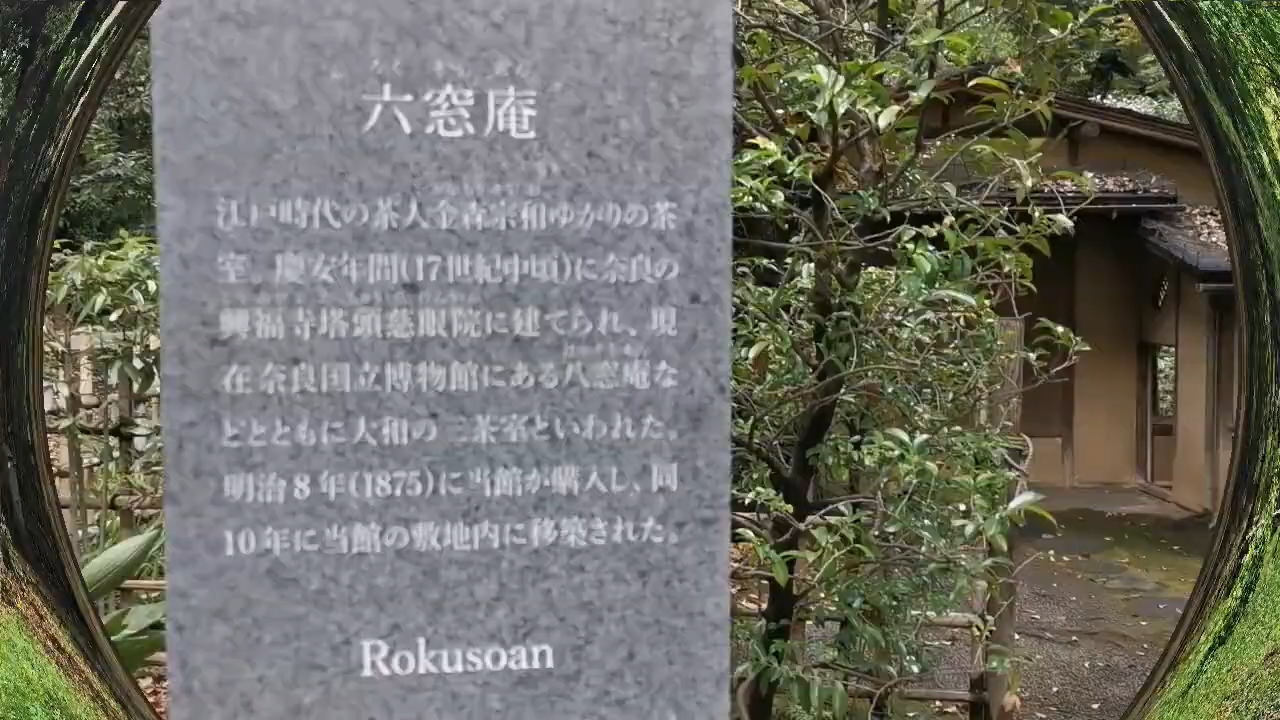 六窓庵
江戸時代の茶人金森宗和ゆかりの茶
室。慶安年間(17世紀中頃)に奈良の
興福寺塔頭慈眼院に建てられ、現
在奈良国立博物館にある八窓庵な
どとともに大和の三茶室といわれた。
明治8年(1875)に当館が購入し、同
10年に当館の敷地内に移築された。
Rokusoan